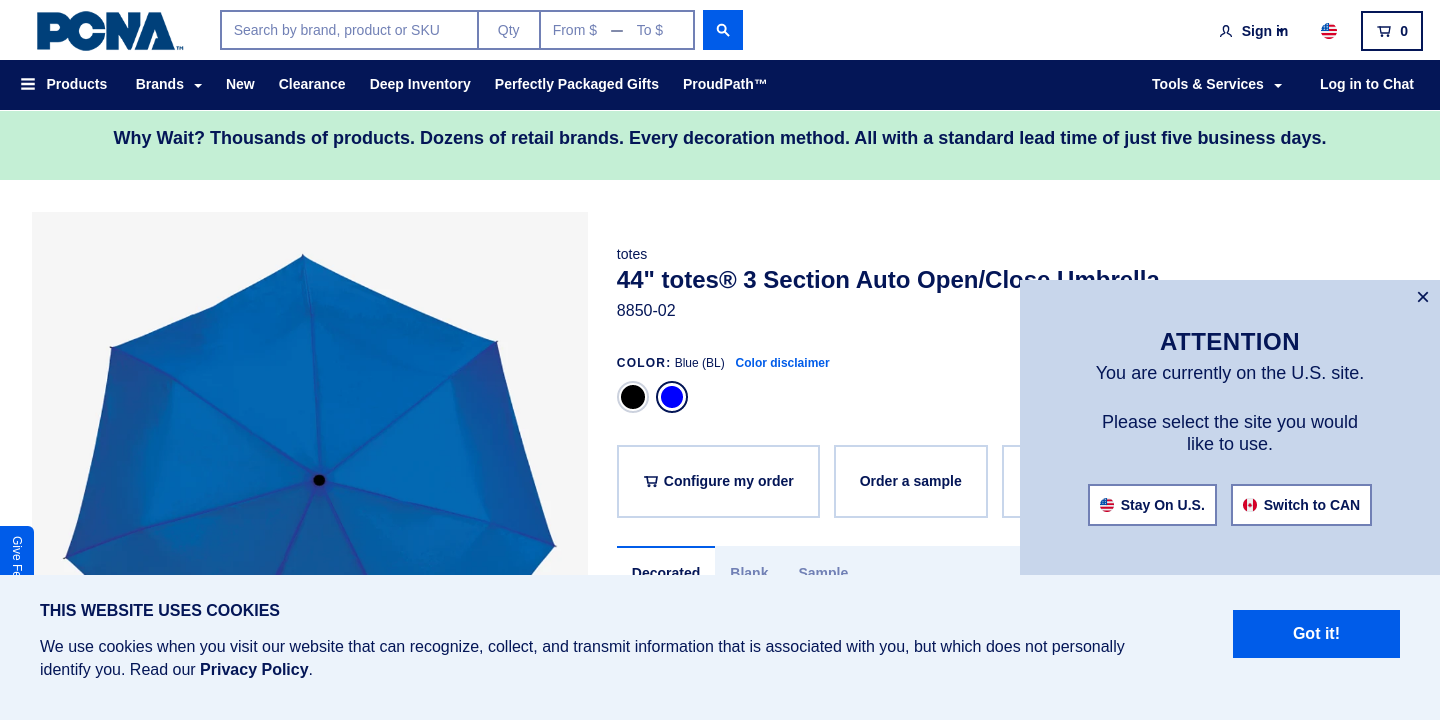 PCNA™
Search by brand, product or SKU
Qty
From $
To $
Sign in
0
Products
Brands
New
Clearance
Deep Inventory
Perfectly Packaged Gifts
ProudPath™
Tools & Services
Log in to Chat
Why Wait? Thousands of products. Dozens of retail brands. Every decoration method. All with a standard lead time of just five business days.
totes
44" totes® 3 Section Auto Open/Close Umbrella
8850-02
COLOR: Blue (BL) Color disclaimer
Configure my order
Order a sample
Decorated
Blank
Sample
ATTENTION
You are currently on the U.S. site.
Please select the site you would
like to use.
Stay On U.S.
Switch to CAN
Give Fe
THIS WEBSITE USES COOKIES
We use cookies when you visit our website that can recognize, collect, and transmit information that is associated with you, but which does not personally
identify you. Read our Privacy Policy.
Got it!